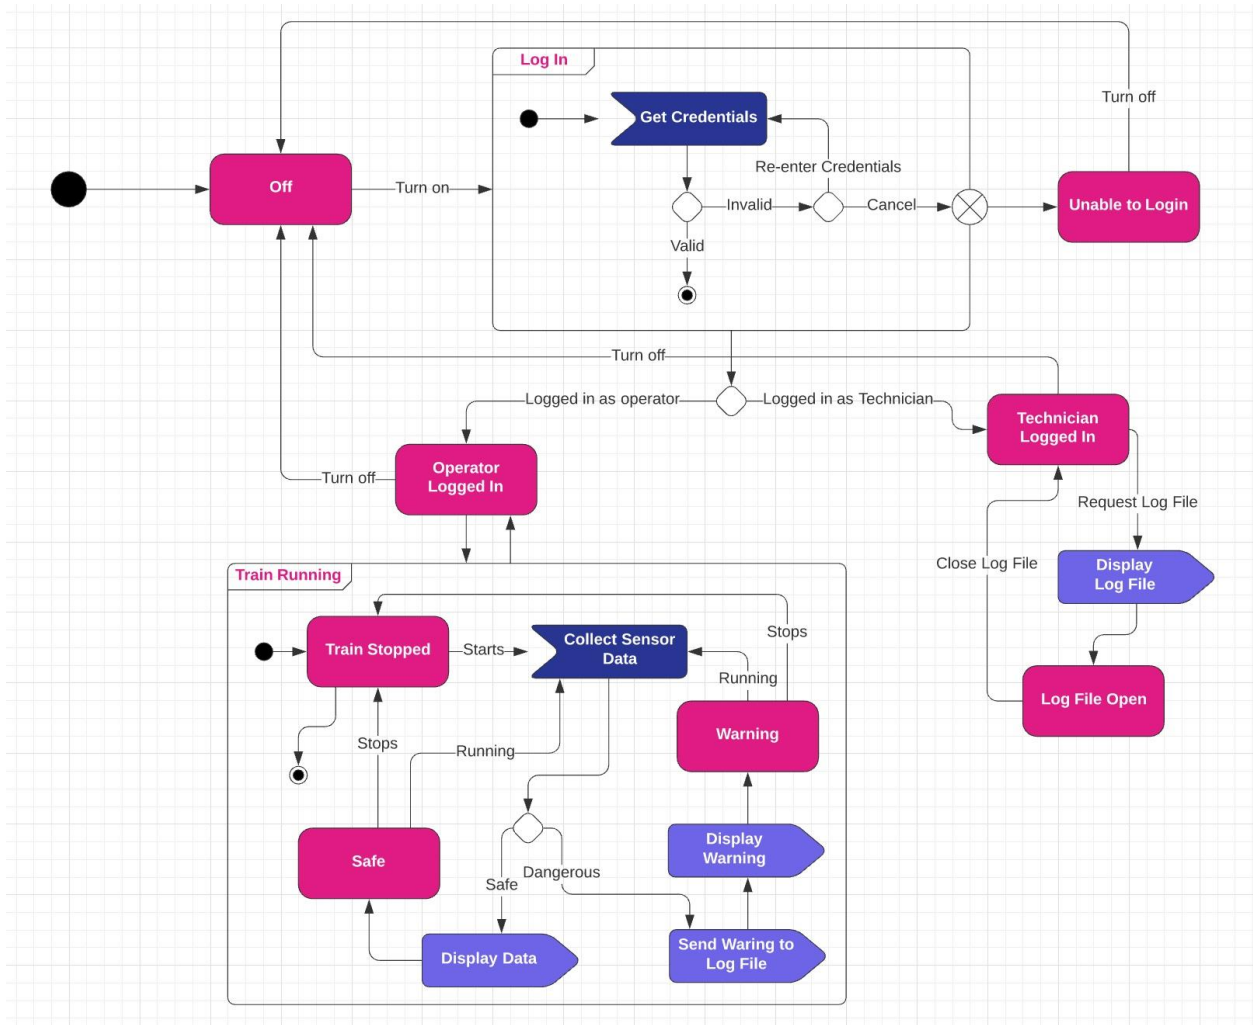 Log In
Get Credentials
Turn off
Re-enter Credentials
Off
Turn on
Invalid
Cancel
Unable to Login
Valid
Turn off
Logged in as operator
Logged in as Technician
Technician
Logged In
Operator
Logged In
Turn off
Request Log File
Close Log File
Display
Log File
Train Running
Stops
Train Stopped
Starts
Collect Sensor
Data
Running
Log File Open
Warning
Stops
Running
Display
Warning
Safe
Dangerous
Safe
Send Waring to
Log File
Display Data